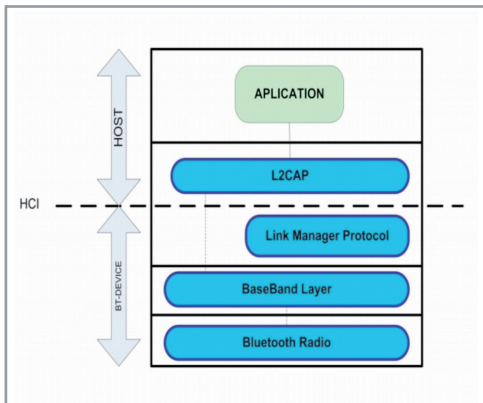 APLICATION
HOST
L2CAP
HCI
Link Manager Protocol
BT-DEVICE
BaseBand Layer
Bluetooth Radio